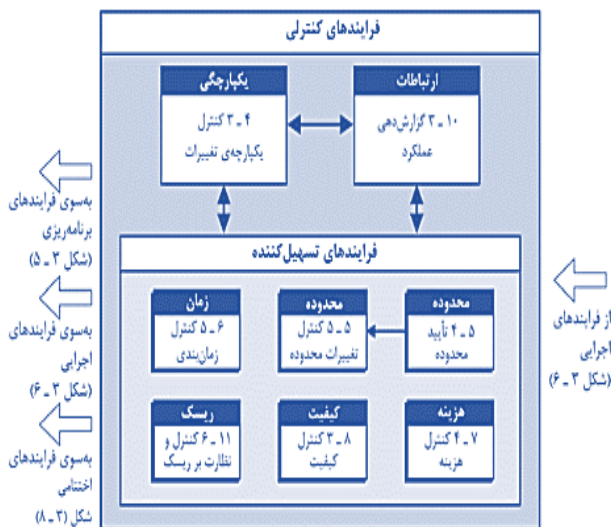 فرایندهای کنترلی
ارتباطات
۱۰ ـ ۳ گزارش‌دهی
عملکرد
یکپارچگی
۴ ـ ۳ کنترل
یکپارچه‌ی تغییرات
فرایندهای تسهیل‌کننده
محدوده
۵ ـ ۴ تأیید
محدوده
محدوده
۵ ـ ۵ کنترل
تغییرات محدوده
زمان
۶ ـ ۵ کنترل
زمان‌بندی
هزینه
۷ ـ ۴ کنترل
هزینه
کیفیت
۸ ـ ۳ کنترل
کیفیت
ریسک
۱۱ ـ ۶ کنترل و
نظارت بر ریسک
از فرایندهای
اجرایی
(شکل ۳ ـ ۶)
به‌سوی فرایندهای
برنامه‌ریزی
(شکل ۳ ـ ۵)
به‌سوی فرایندهای
اجرایی
(شکل ۳ ـ ۶)
به‌سوی فرایندهای
اختتامی
شکل (۳ ـ ۸)